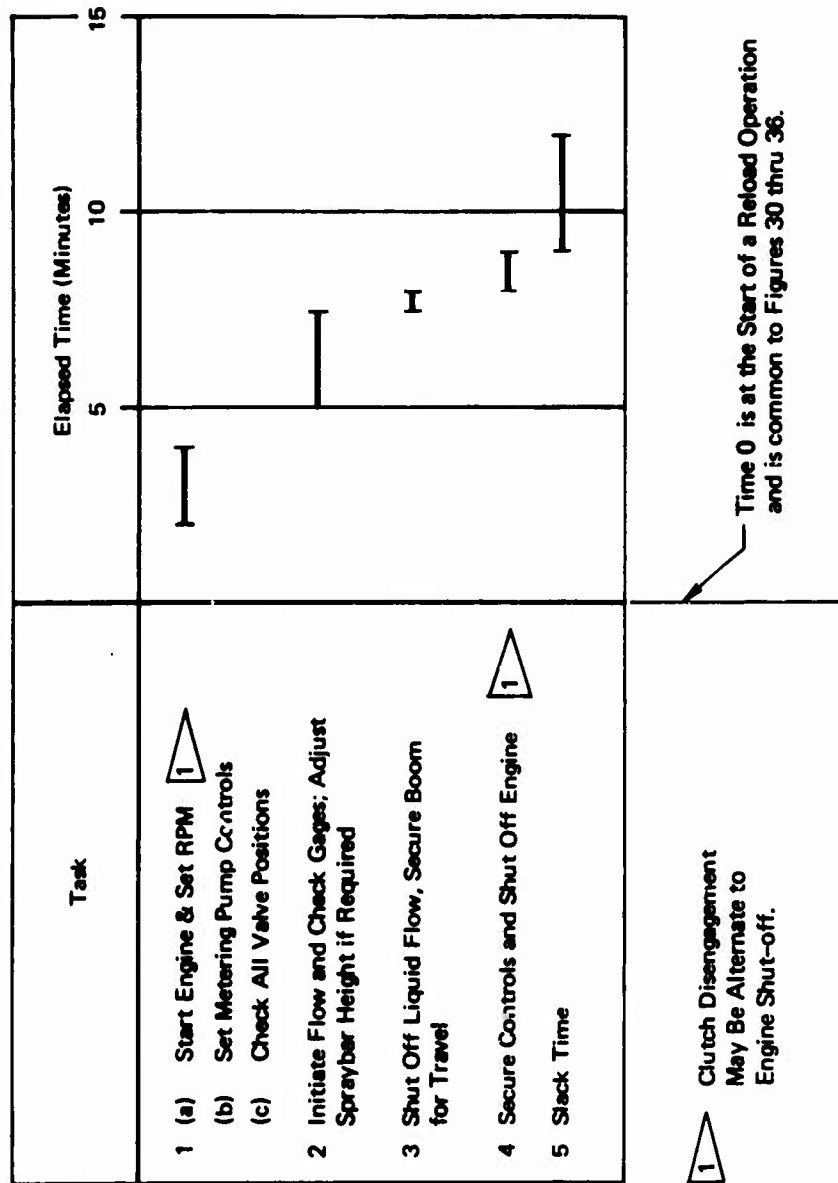 Task
Elapsed Time (Minutes)
5
10
15
1 (a) Start Engine & Set RPM 1
(b) Set Metering Pump Controls
(c) Check All Valve Positions
2 Initiate Flow and Check Gages; Adjust
Spraybar Height if Required
3 Shut Off Liquid Flow, Secure Boom
for Travel
4 Secure Controls and Shut Off Engine 1
5 Slack Time
1 Clutch Disengagement
May Be Alternate to
Engine Shut-off.
Time 0 is at the Start of a Reload Operation
and is common to Figures 30 thru 36.